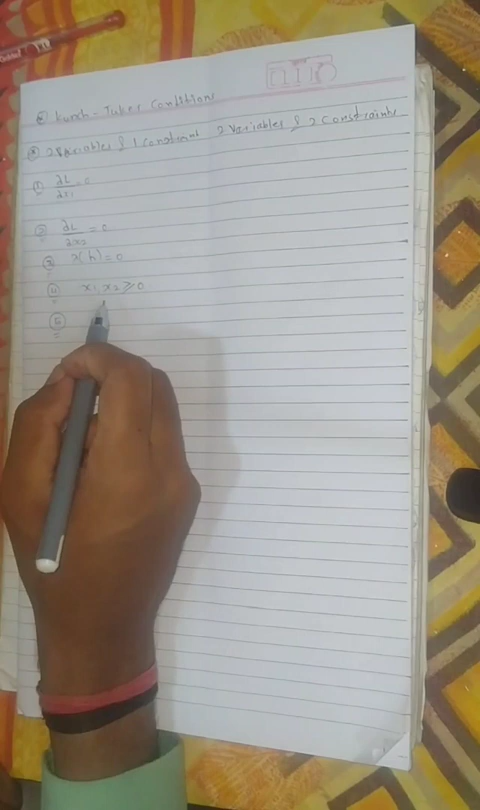 Kunch-Tuker Conditions
2 Variables & 1 Constraint 2 Variables & 2 Constraints
① ∂L/∂x₁ = 0
② ∂L/∂x₂ = 0
③ λ(h) = 0
④ x₁, x₂ ≥ 0
⑤